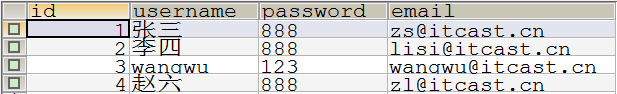 id username password email
1 张三 888 zs@itcast.cn
2 李四 888 lisi@itcast.cn
3 wangwu 123 wangwu@itcast.cn
4 赵六 888 zl@itcast.cn